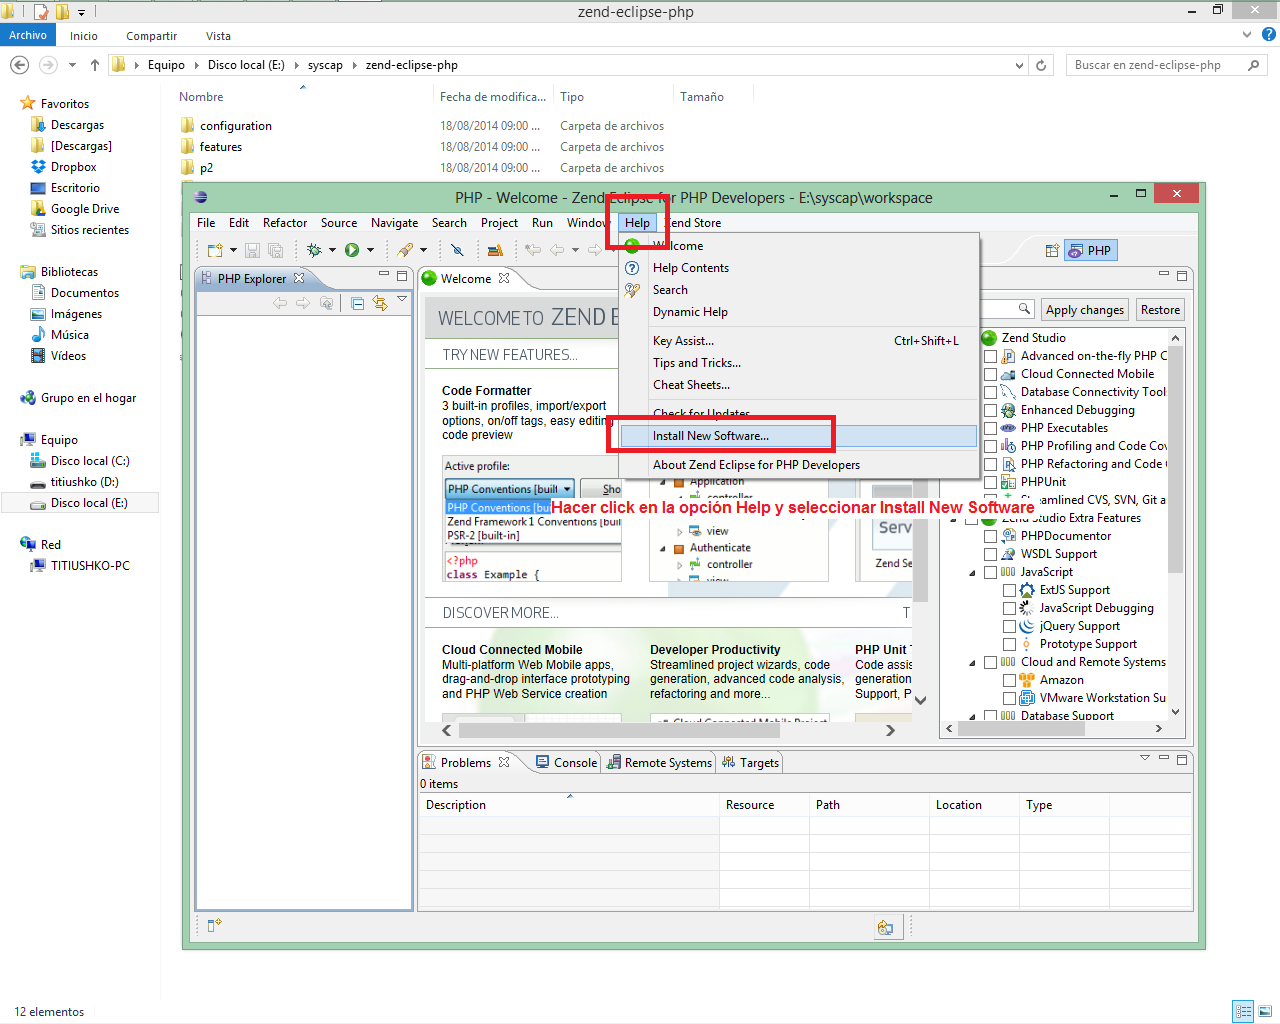 zend-eclipse-php
Archivo Inicio Compartir Vista
Equipo Disco local (E:) syscap zend-eclipse-php
Buscar en zend-eclipse-php
Nombre Fecha de modifica... Tipo Tamaño
configuration 18/08/2014 09:00 ... Carpeta de archivos
features 18/08/2014 09:00 ... Carpeta de archivos
p2 18/08/2014 09:00 ... Carpeta de archivos
Favoritos
Descargas
[Descargas]
Dropbox
Escritorio
Google Drive
Sitios recientes
Bibliotecas
Documentos
Imágenes
Música
Vídeos
Grupo en el hogar
Equipo
Disco local (C:)
titiushko (D:)
Disco local (E:)
Red
TITIUSHKO-PC
12 elementos
PHP - Welcome - Zend Eclipse for PHP Developers - E:\syscap\workspace
File Edit Refactor Source Navigate Search Project Run Window Help Zend Store
PHP
PHP Explorer
Welcome
Welcome
Help Contents
Search
Dynamic Help
Key Assist... Ctrl+Shift+L
Tips and Tricks...
Cheat Sheets...
Check for Updates
Install New Software...
About Zend Eclipse for PHP Developers
Hacer click en la opción Help y seleccionar Install New Software
WELCOME TO ZEND E
TRY NEW FEATURES...
Code Formatter
3 built-in profiles, import/export
options, on/off tags, easy editing
code preview
Active profile:
PHP Conventions [built Sho
PHP Conventions [bu
Zend Framework 1 Conventions [built
PSR-2 [built-in]
<?php
class Example {
Application
controller
view
Authenticate
controller
view
Serv
Zend Se
DISCOVER MORE... T
Cloud Connected Mobile
Multi-platform Web Mobile apps,
drag-and-drop interface prototyping
and PHP Web Service creation
Developer Productivity
Streamlined project wizards, code
generation, advanced code analysis,
refactoring and more...
Cloud Connected Mobile Project
PHP Unit T
Code assis
generation
Support, P
Apply changes Restore
Zend Studio
Advanced on-the-fly PHP C
Cloud Connected Mobile
Database Connectivity Tool
Enhanced Debugging
PHP Executables
PHP Profiling and Code Cov
PHP Refactoring and Code
PHPUnit
Streamlined CVS, SVN, Git a
Zend Studio Extra Features
PHPDocumentor
WSDL Support
JavaScript
ExtJS Support
JavaScript Debugging
jQuery Support
Prototype Support
Cloud and Remote Systems
Amazon
VMware Workstation Su
Database Support
Problems Console Remote Systems Targets
0 items
Description Resource Path Location Type